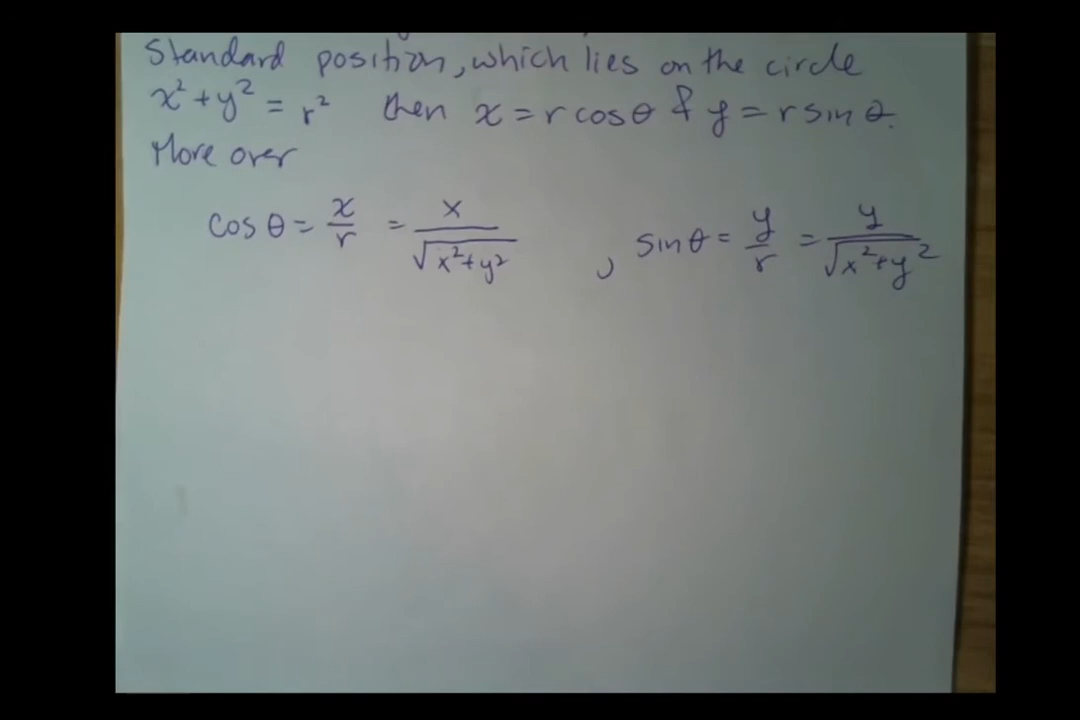 Standard position, which lies on the circle
x² + y² = r² then x = r cos θ & y = r sin θ.
More over
cos θ = x/r = x/√(x²+y²) , sin θ = y/r = y/√(x²+y²)